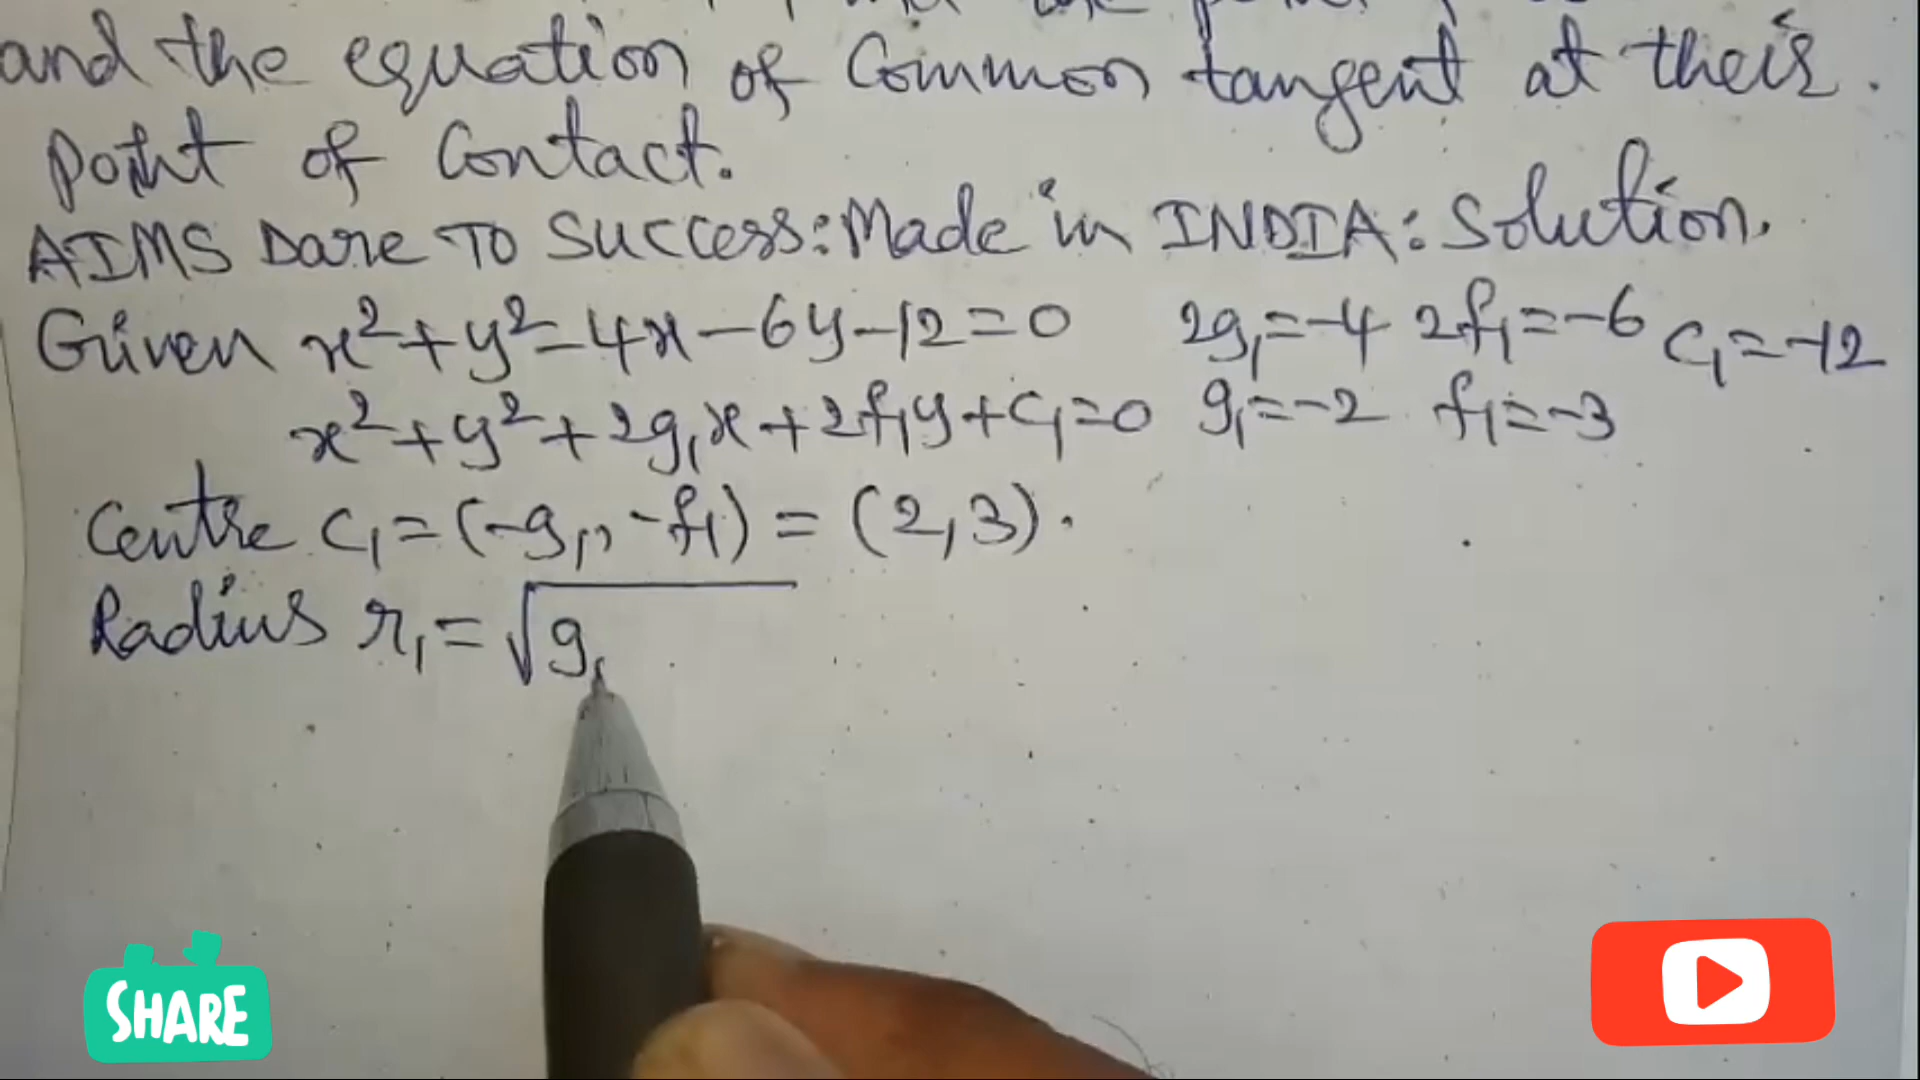 and the equation of Common tangent at their.
point of Contact.
AIMS Dare To Success: Made in INDIA: Solution.
Given x²+y²-4x-6y-12=0 2g₁=-4 2f₁=-6 c₁=-12
x²+y²+2g₁x+2f₁y+c₁=0 g₁=-2 f₁=-3
Centre C₁=(-g₁,-f₁)=(2,3).
Radius r₁=√g₁
SHARE